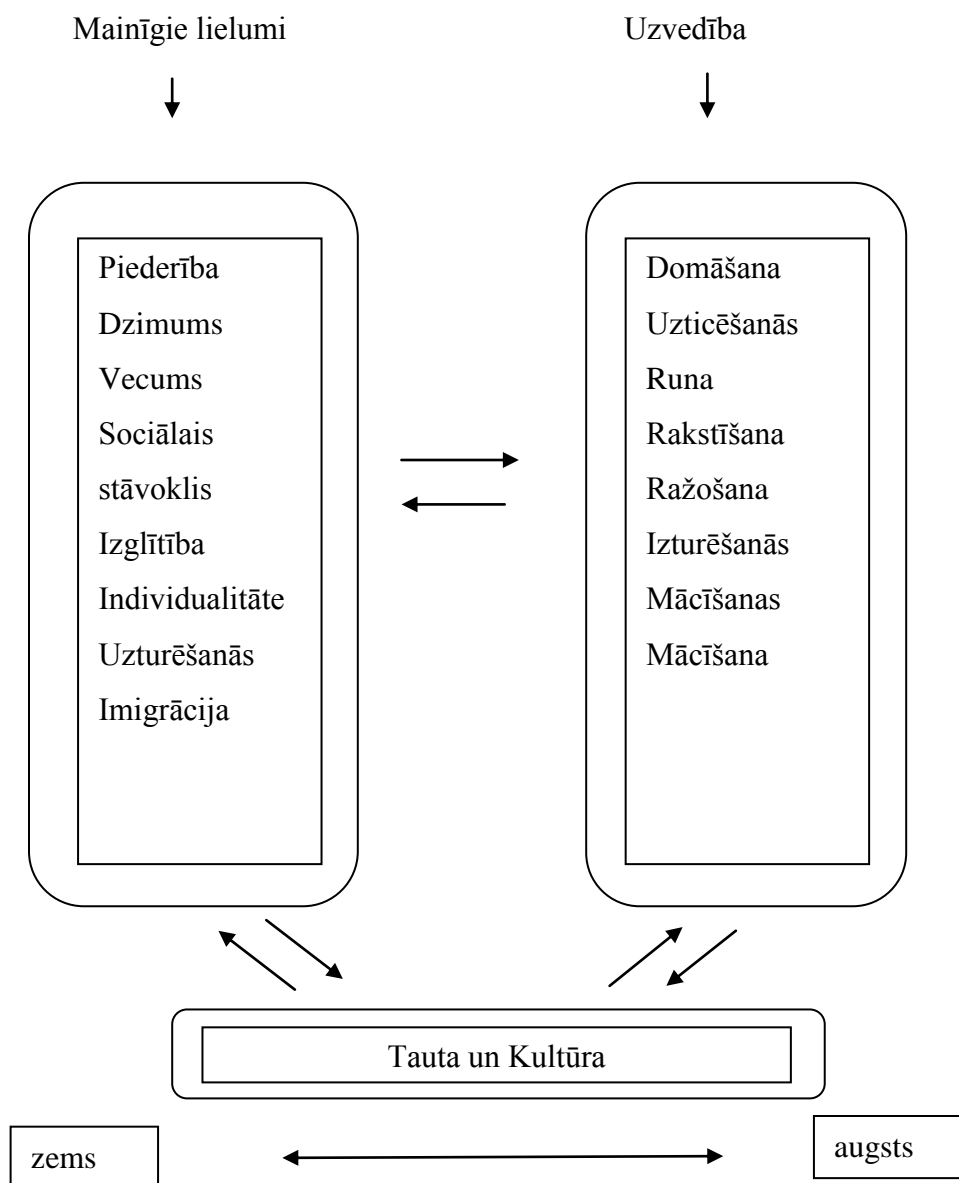 Mainīgie lielumi
Uzvedība
Piederība
Dzimums
Vecums
Sociālais
stāvoklis
Izglītība
Individualitāte
Uzturēšanās
Imigrācija
Domāšana
Uzticēšanās
Runa
Rakstīšana
Ražošana
Izturēšanās
Mācīšanas
Mācīšana
Tauta un Kultūra
zems
augsts